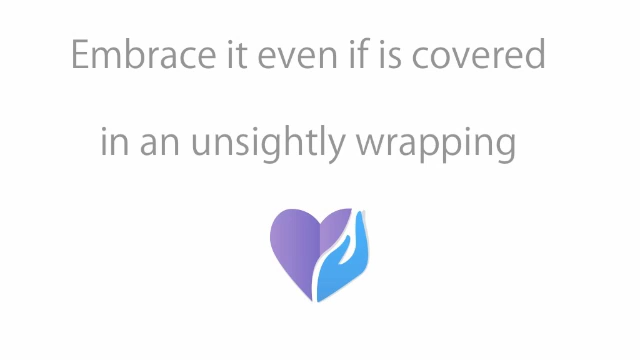 Embrace it even if is covered
in an unsightly wrapping